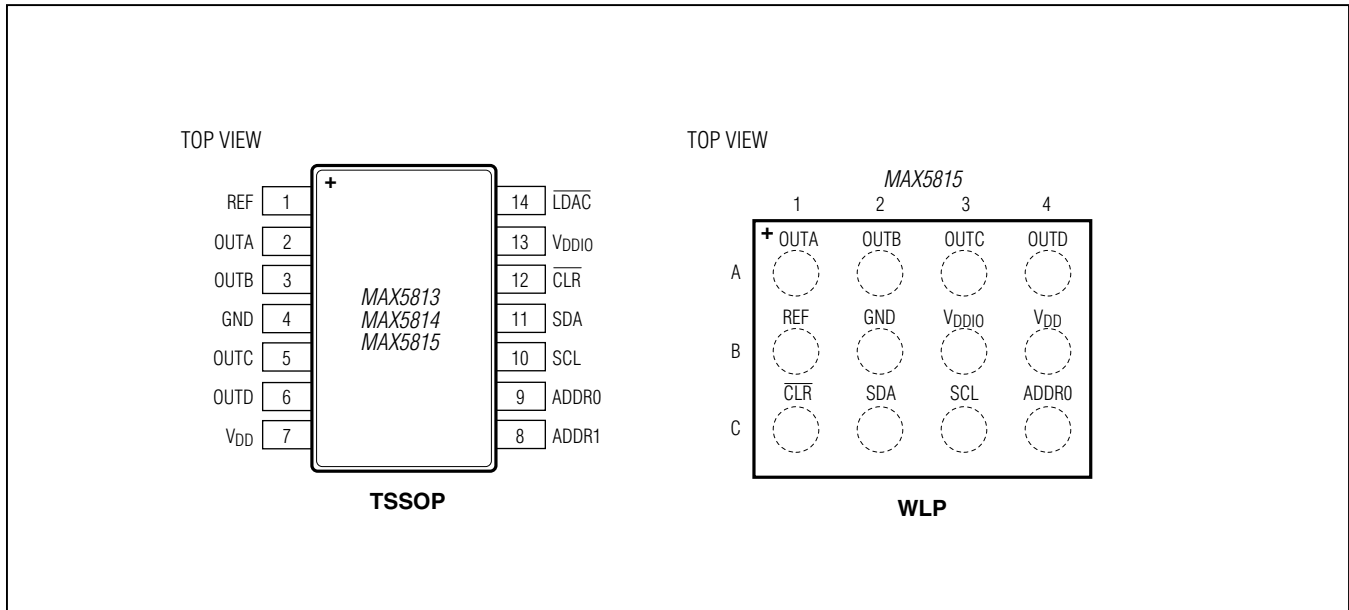 TOP VIEW
+
REF 1
OUTA 2
OUTB 3
GND 4
OUTC 5
OUTD 6
VDD 7
MAX5813
MAX5814
MAX5815
14 LDAC
13 VDDIO
12 CLR
11 SDA
10 SCL
9 ADDR0
8 ADDR1
TSSOP
TOP VIEW
MAX5815
1 2 3 4
+ OUTA OUTB OUTC OUTD
A
REF GND VDDIO VDD
B
CLR SDA SCL ADDR0
C
WLP